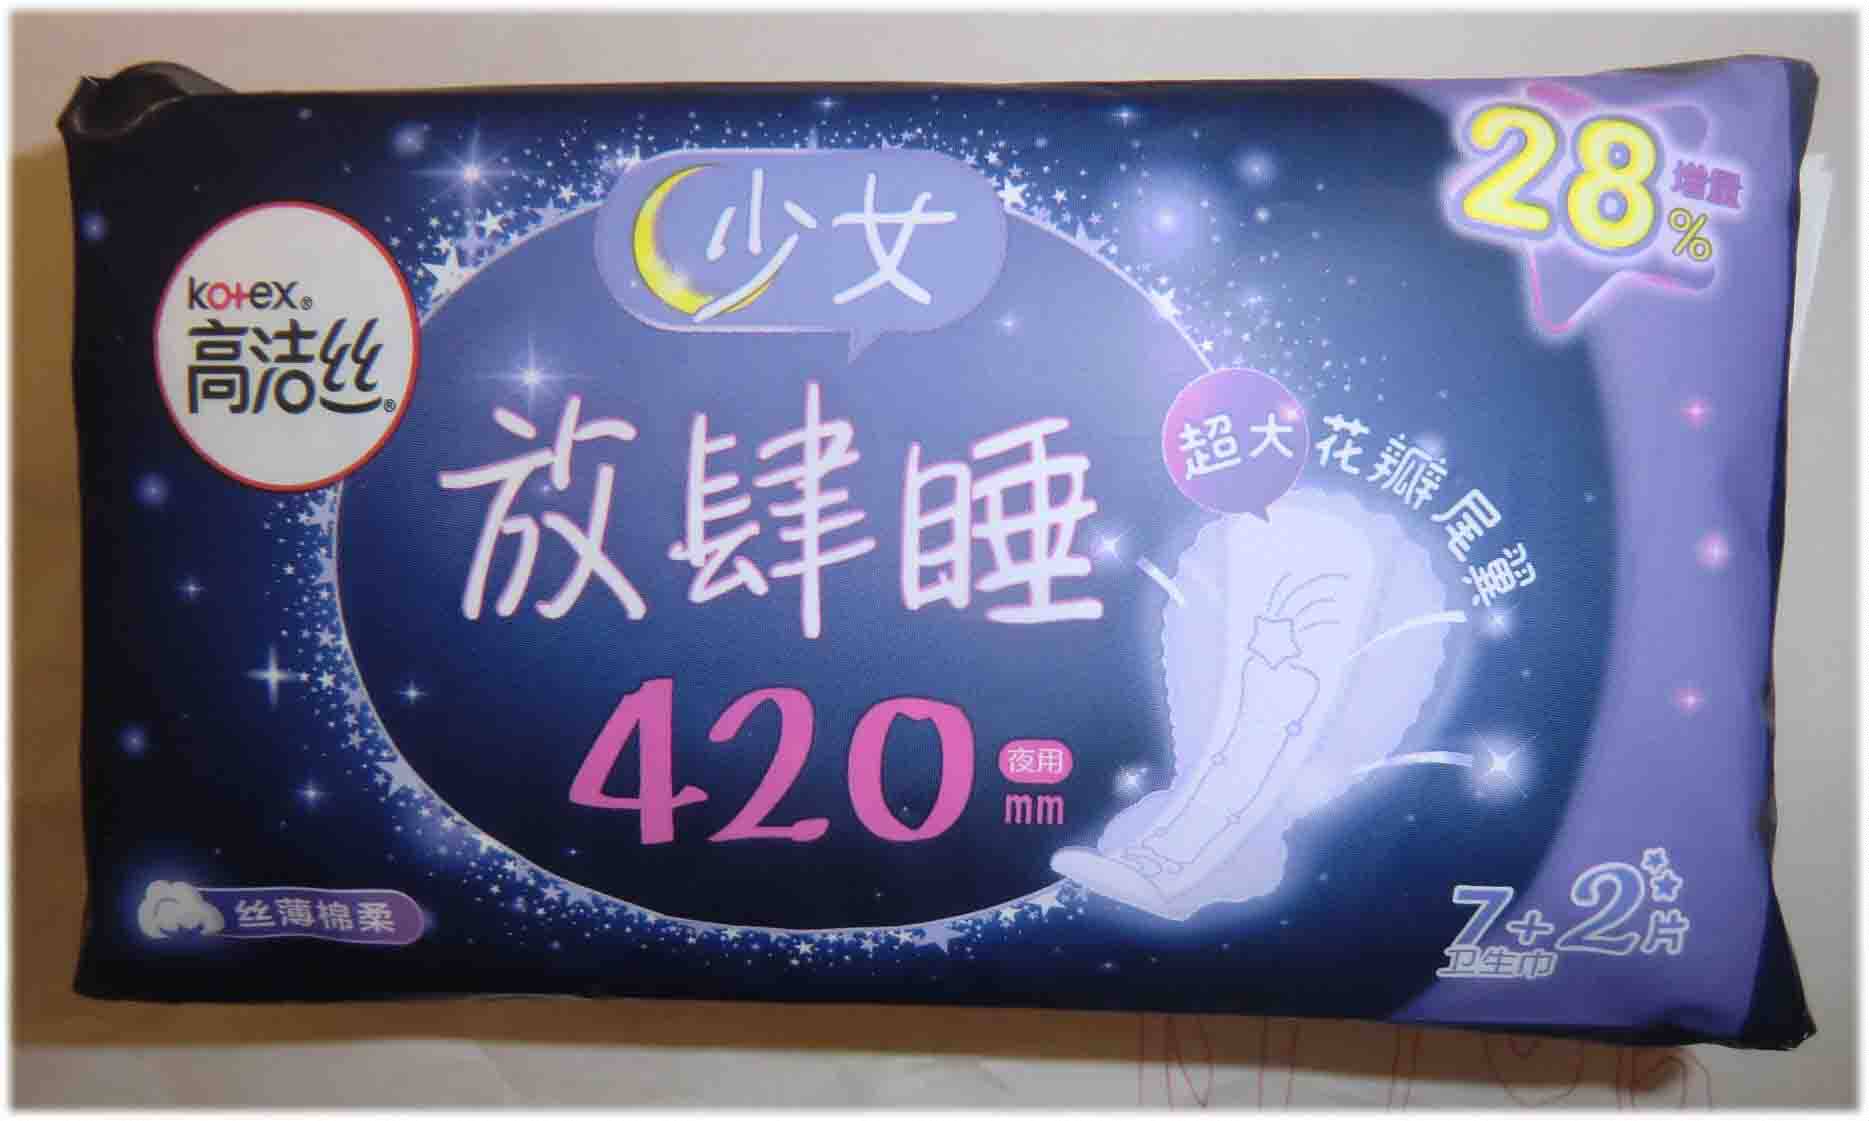 kotex®
高洁丝®
少女
28%
增量
放肆睡
超大 花瓣尾翼
420
夜用
mm
丝薄棉柔
7+2片
卫生巾